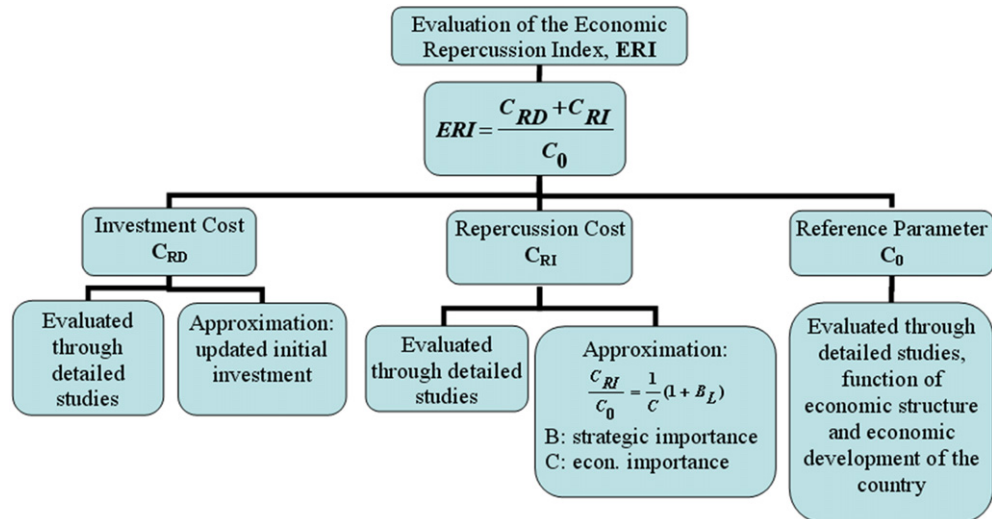 Evaluation of the Economic
Repercussion Index, ERI
ERI = (C_RD + C_RI) / C_0
Investment Cost
C_RD
Repercussion Cost
C_RI
Reference Parameter
C_0
Evaluated
through
detailed
studies
Approximation:
updated initial
investment
Evaluated
through detailed
studies
Approximation:
C_RI / C_0 = 1 / C (1 + B_L)
B: strategic importance
C: econ. importance
Evaluated through
detailed studies,
function of
economic structure
and economic
development of the
country